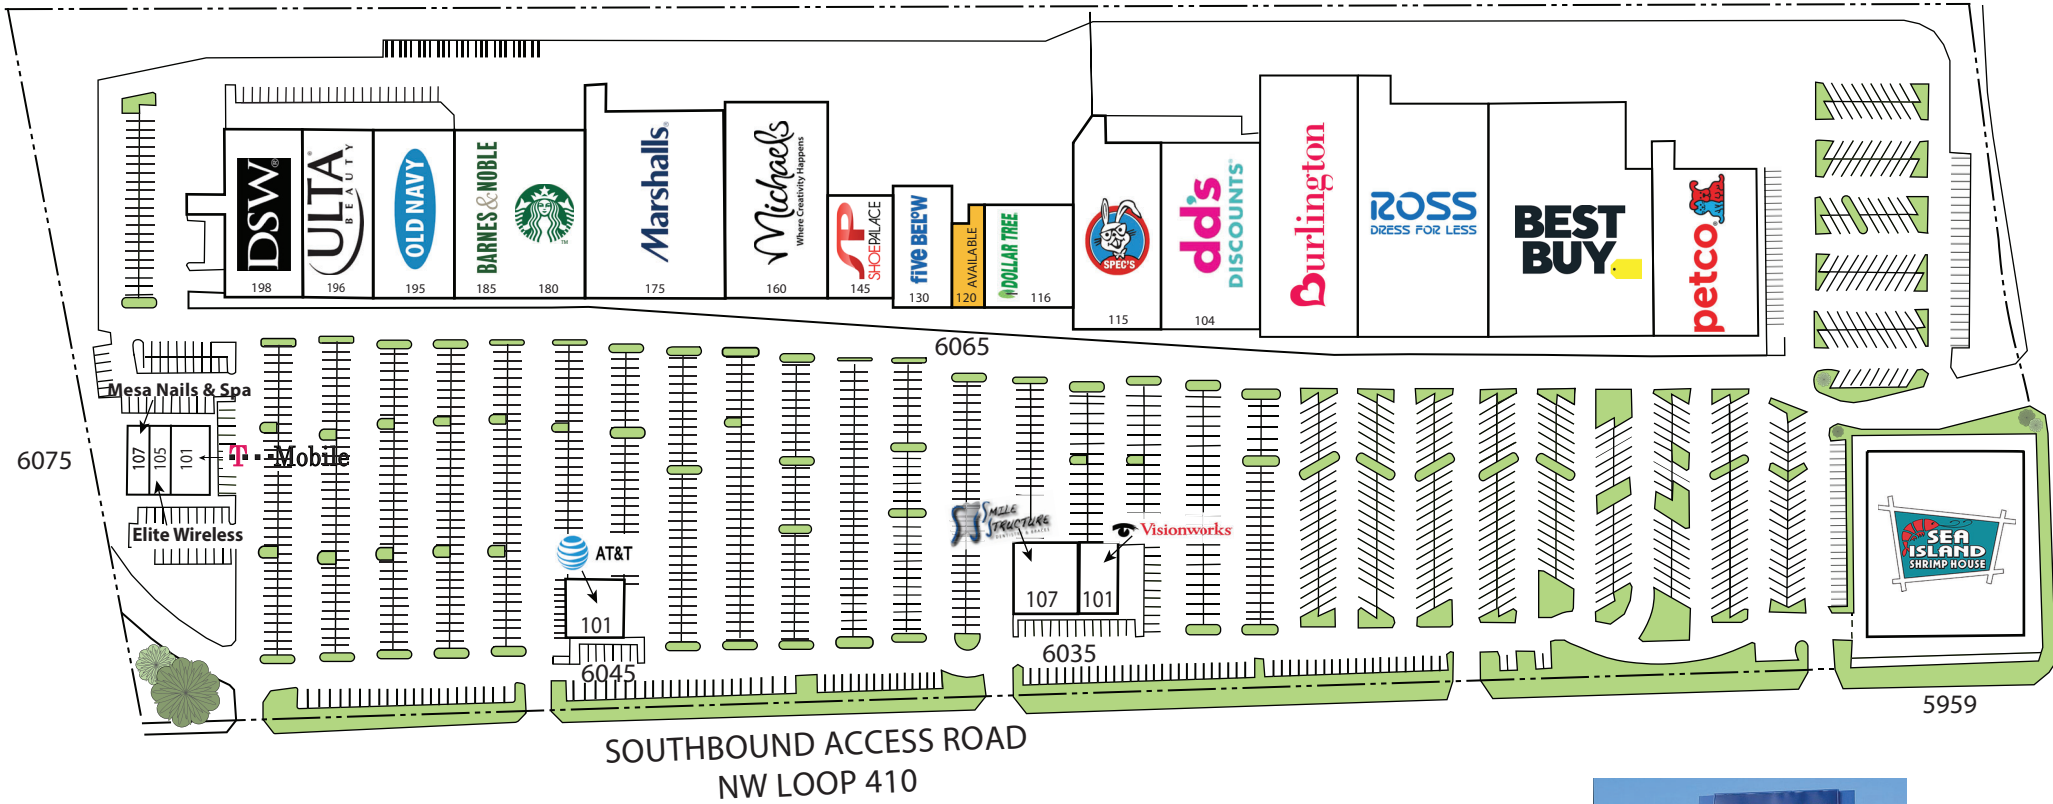 DSW
198
ULTA
BEAUTY
196
OLD NAVY
195
BARNES & NOBLE
185
180
Marshalls
175
Michaels
Where Creativity Happens
160
SP
SHOEPALACE
145
five BELOW
130
AVAILABLE
120
DOLLAR TREE
116
SPEC'S
115
dd's
DISCOUNTS
104
Burlington
ROSS
DRESS FOR LESS
BEST
BUY
petco
6065
Mesa Nails & Spa
6075
107
105
101
T··Mobile
Elite Wireless
AT&T
101
6045
SMILE
STRUCTURE
Visionworks
107
101
6035
SEA
ISLAND
SHRIMP HOUSE
5959
SOUTHBOUND ACCESS ROAD
NW LOOP 410